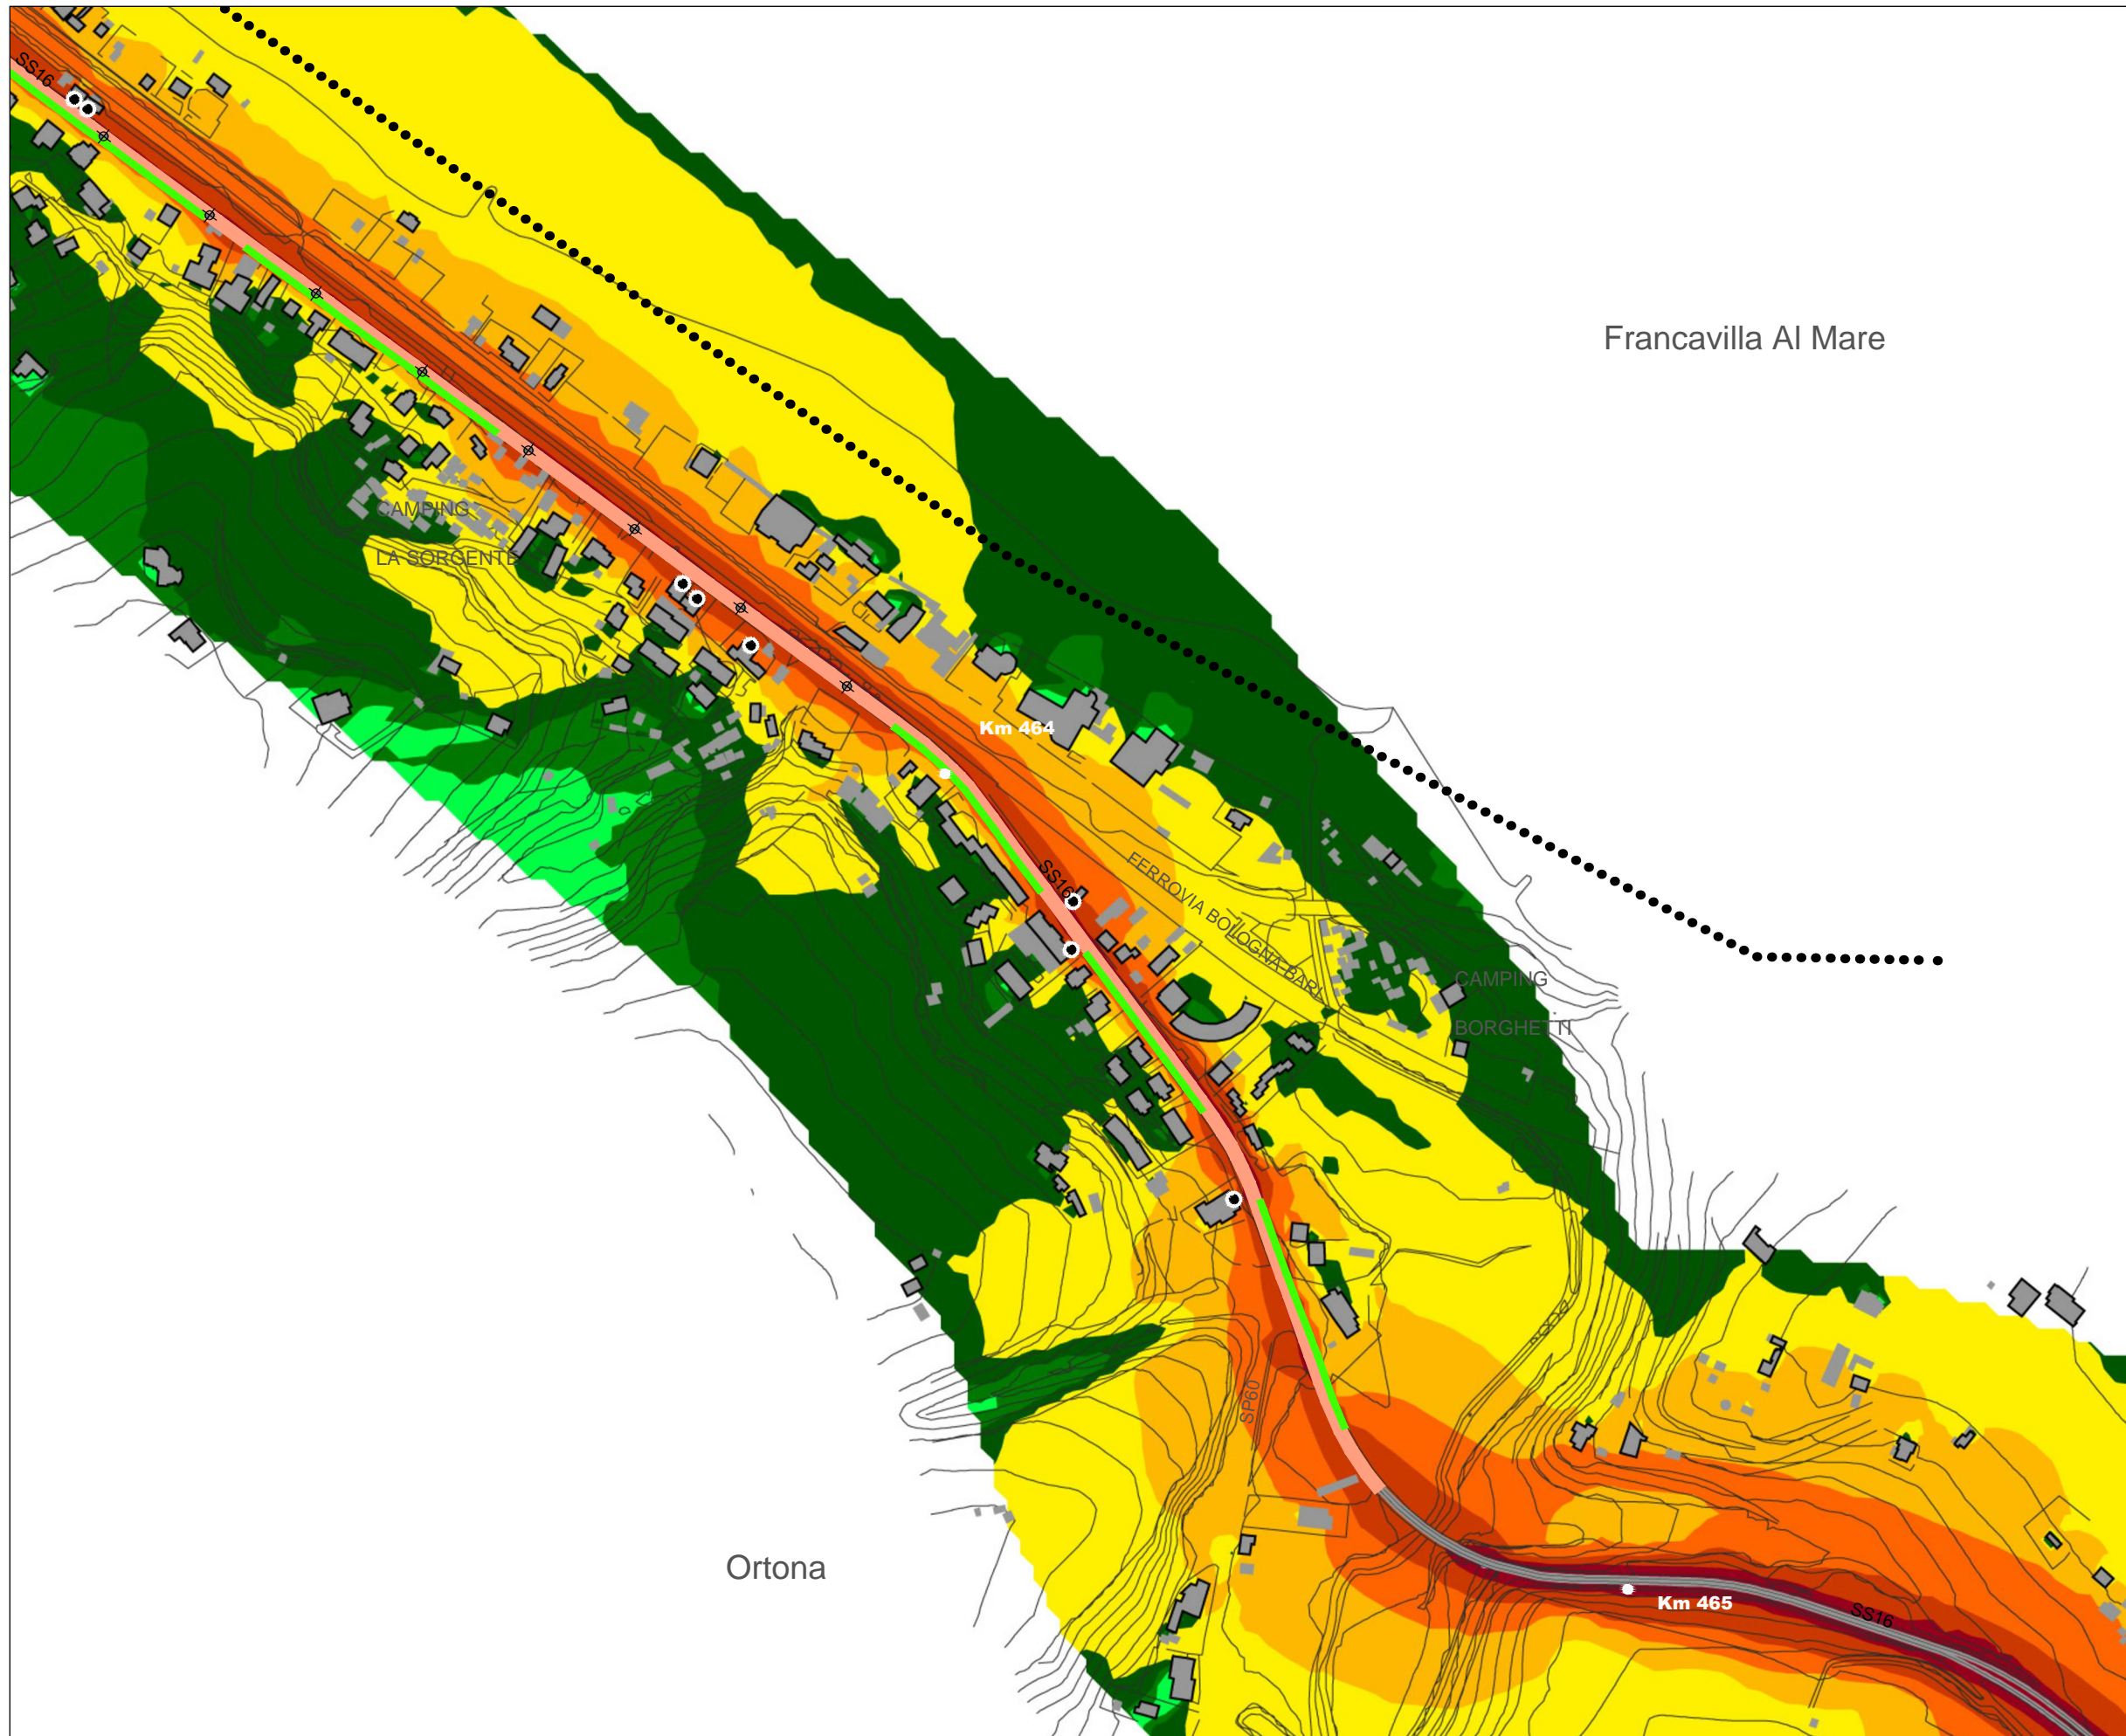 SS16
Francavilla Al Mare
CAMPING
LA SORGENTE
Km 464
SS16
FERROVIA BOLOGNA BARI
CAMPING
BORGHETTI
SP60
Ortona
Km 465
SS16